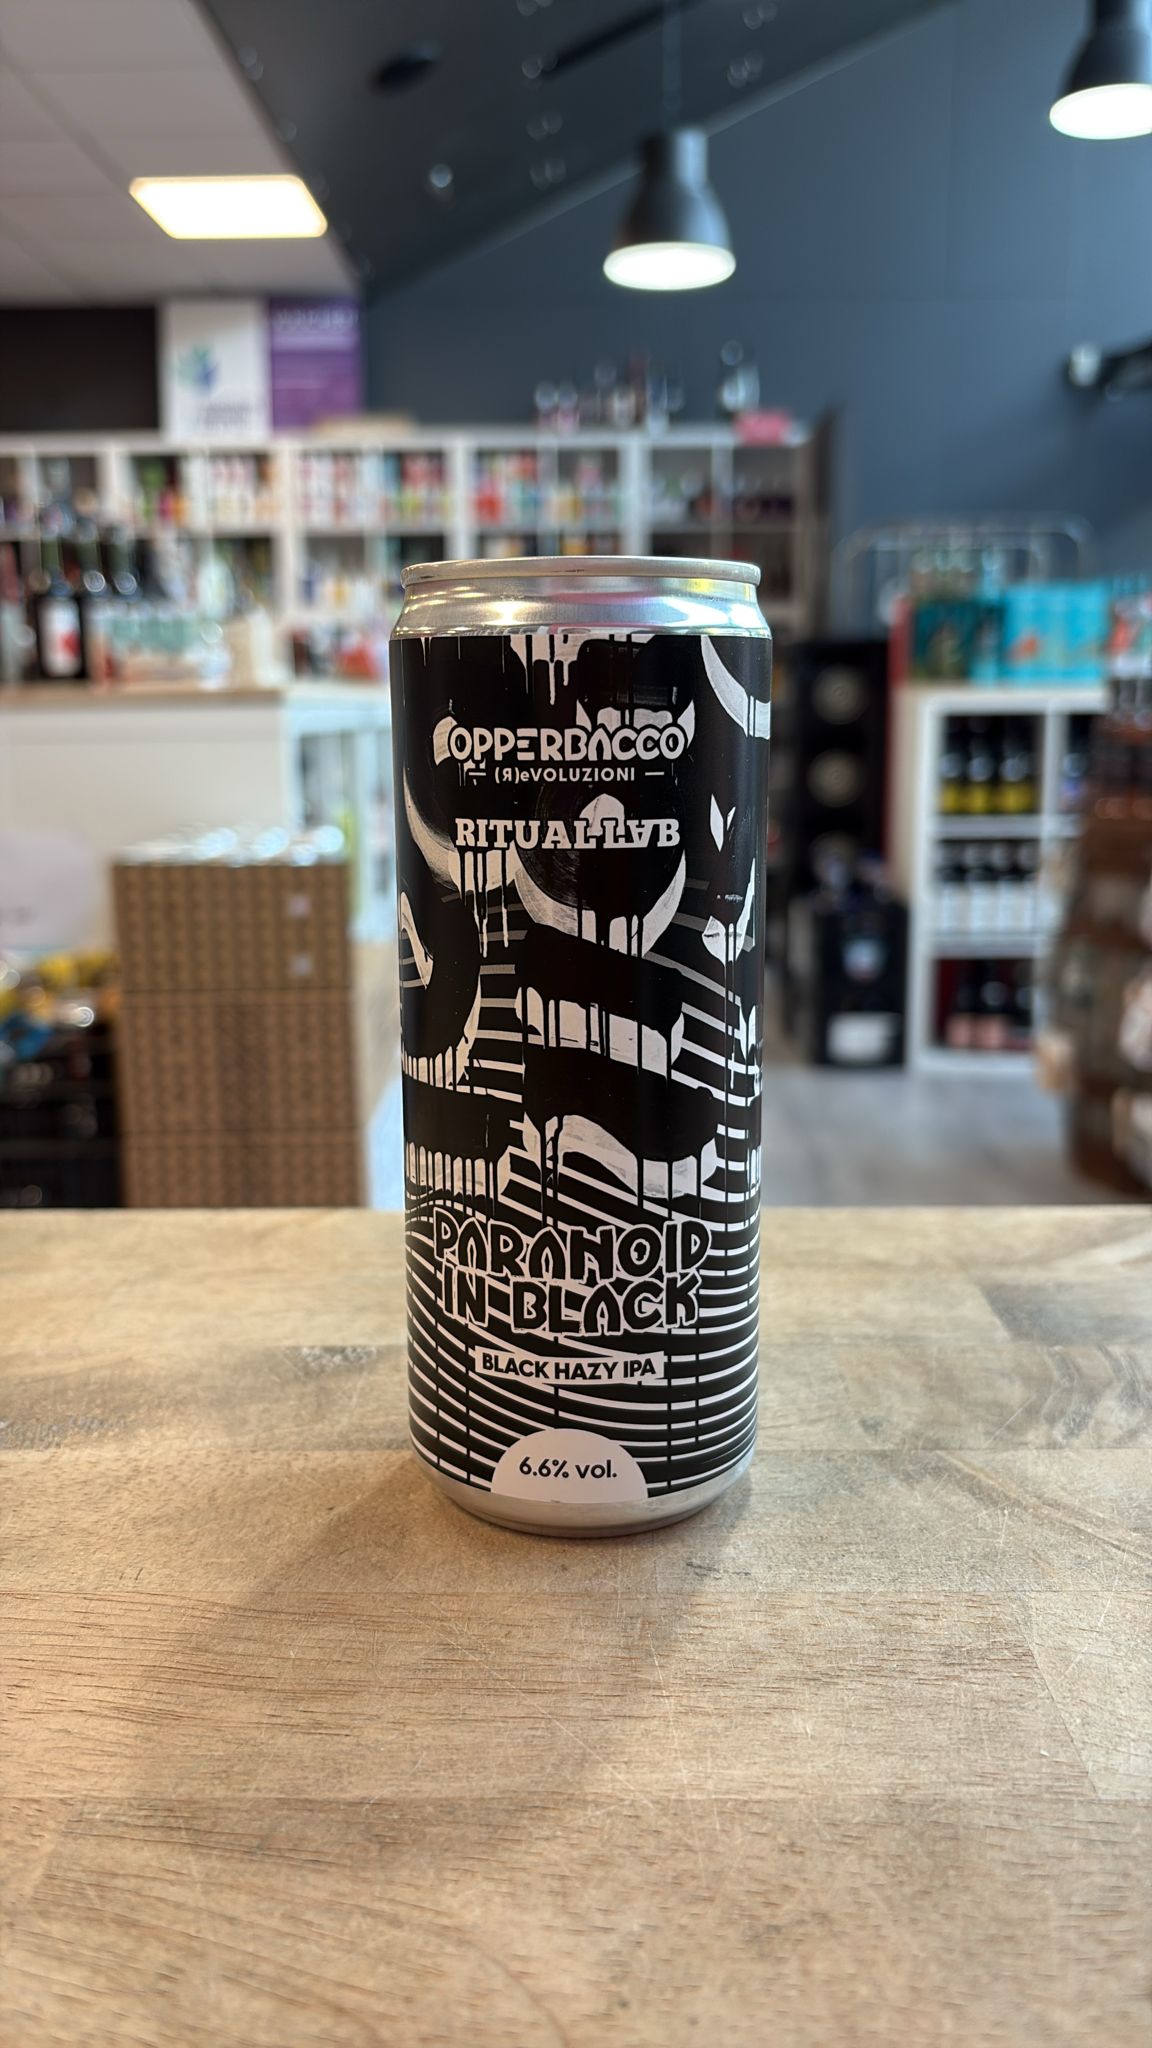 OPPERBACCO
(Я)eVOLUZIONI
RITUAL LAB
PARANOID
IN BLACK
BLACK HAZY IPA
6.6% vol.